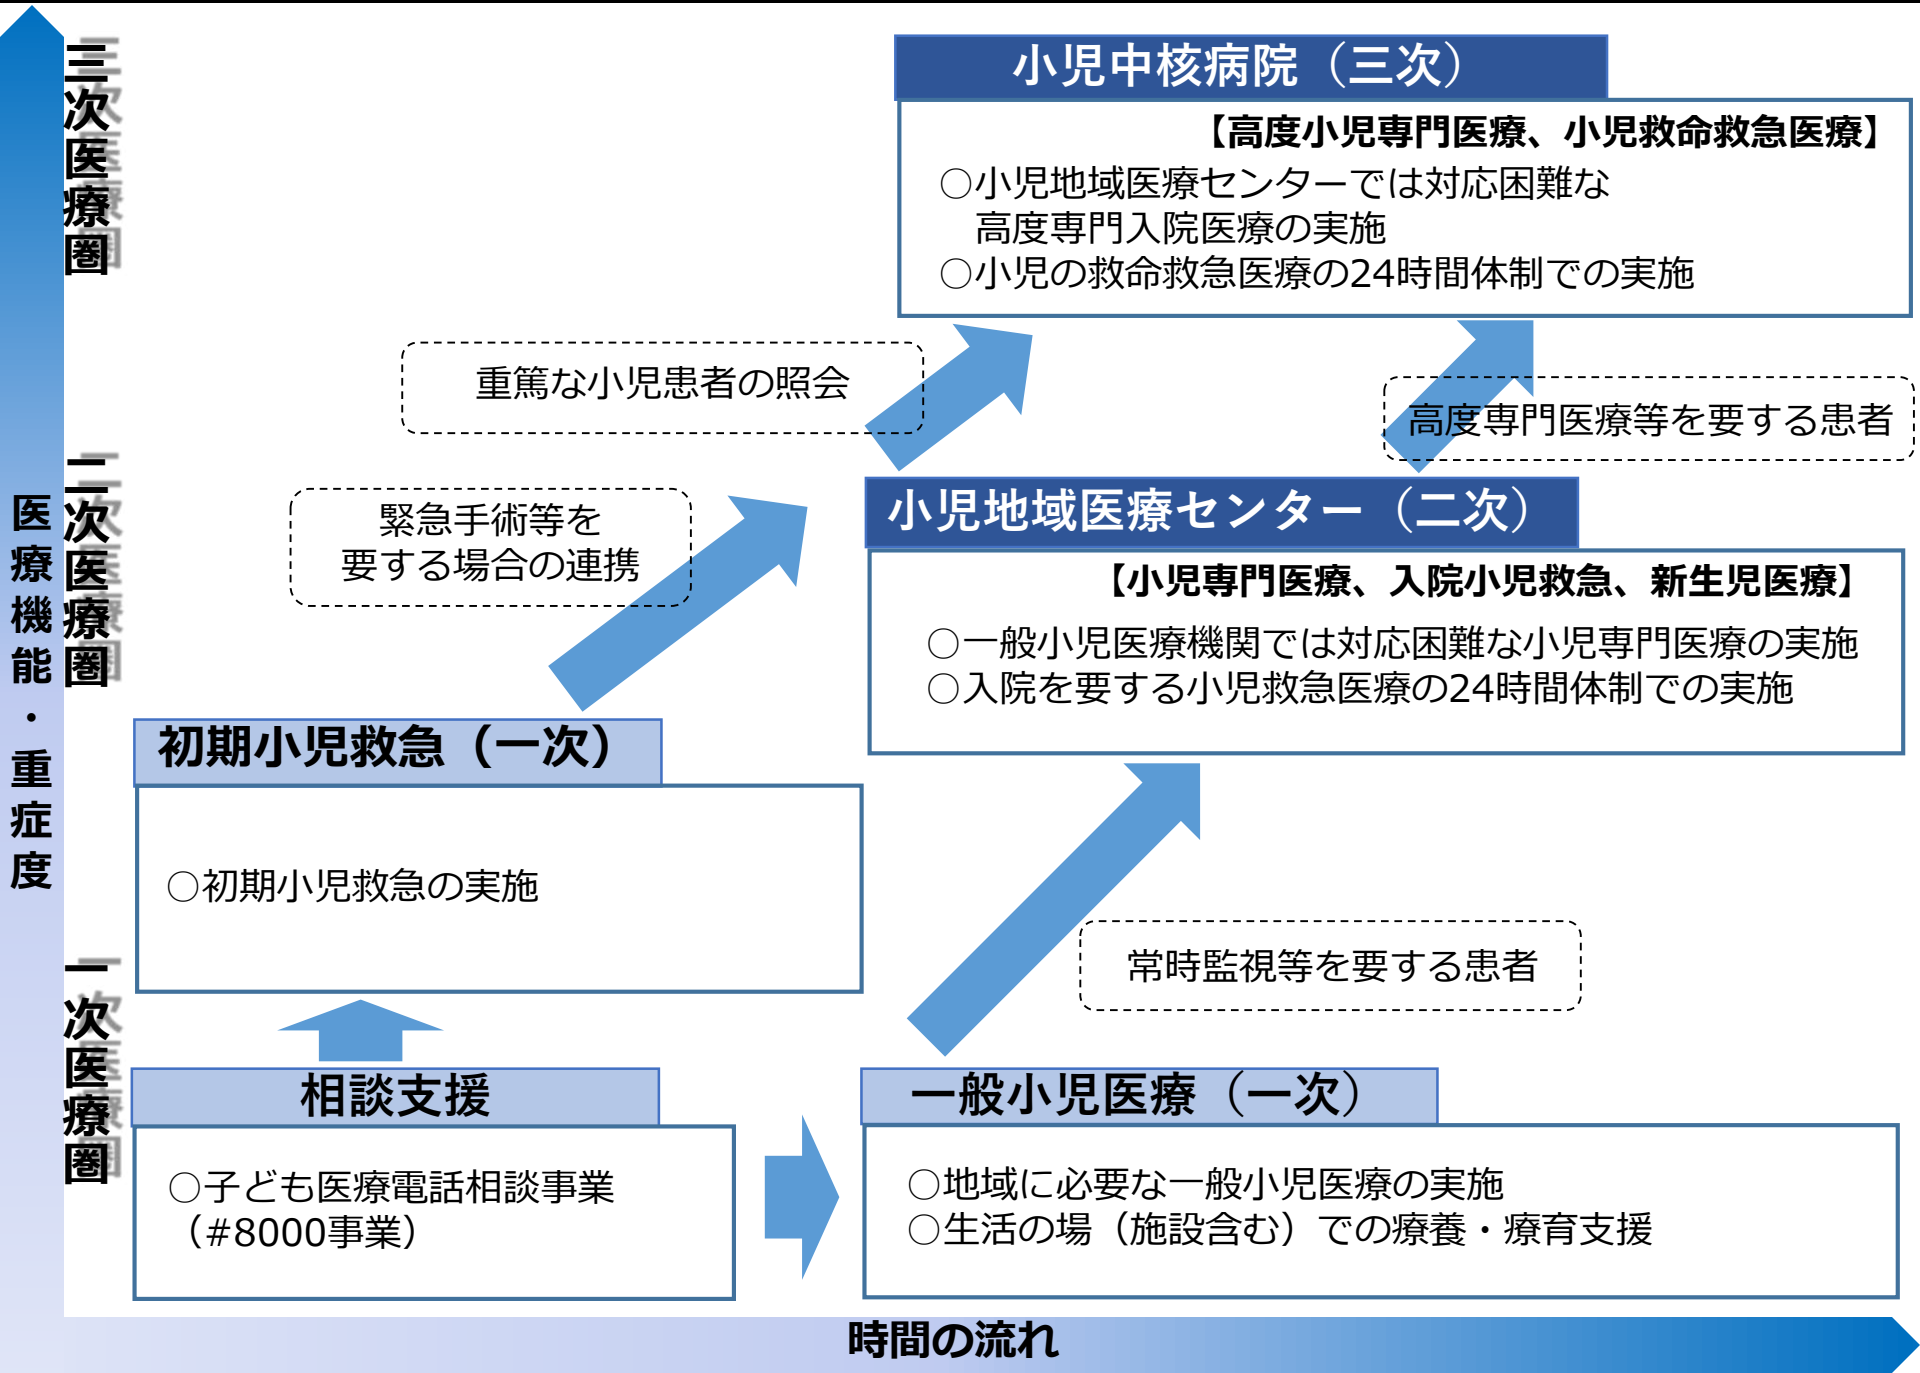 三次医療圏
小児中核病院（三次）
【高度小児専門医療、小児救命救急医療】
○小児地域医療センターでは対応困難な
高度専門入院医療の実施
○小児の救命救急医療の24時間体制での実施
重篤な小児患者の照会
高度専門医療等を要する患者
医療機能・重症度
二次医療圏
緊急手術等を
要する場合の連携
小児地域医療センター（二次）
【小児専門医療、入院小児救急、新生児医療】
○一般小児医療機関では対応困難な小児専門医療の実施
○入院を要する小児救急医療の24時間体制での実施
初期小児救急（一次）
○初期小児救急の実施
常時監視等を要する患者
一次医療圏
相談支援
○子ども医療電話相談事業
（#8000事業）
一般小児医療（一次）
○地域に必要な一般小児医療の実施
○生活の場（施設含む）での療養・療育支援
時間の流れ